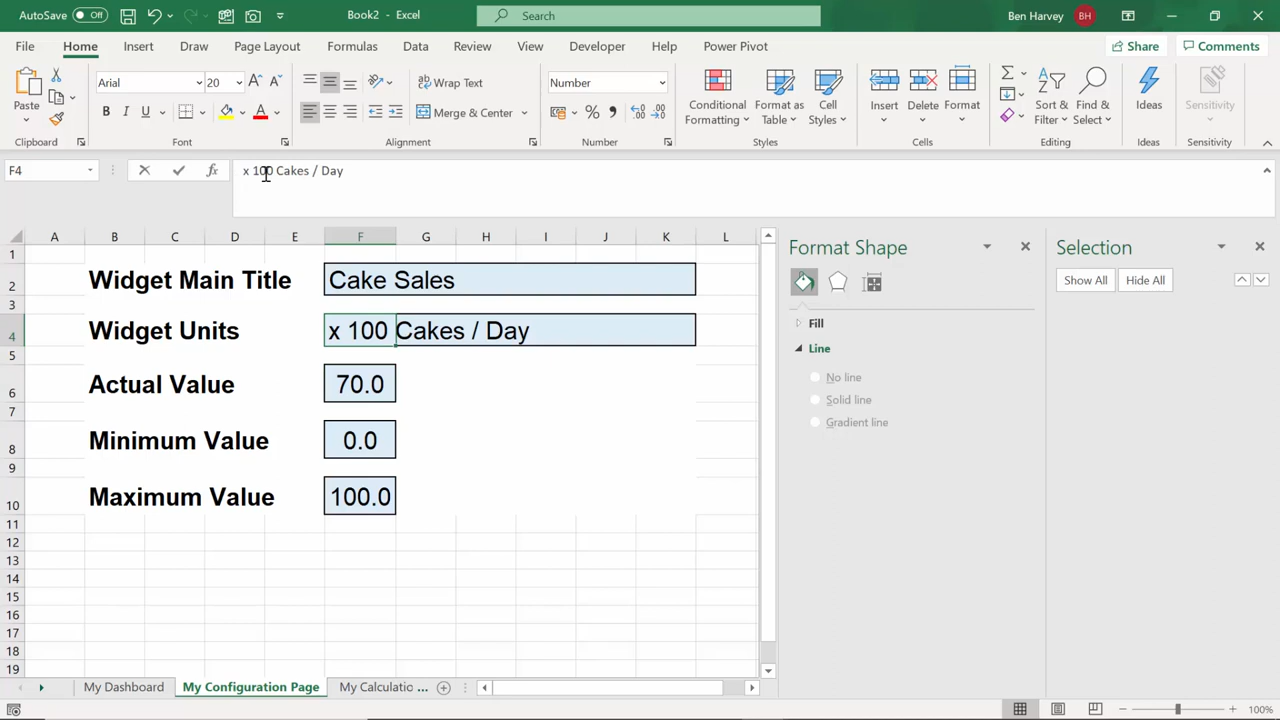 AutoSave Off Book2 - Excel Search Ben Harvey BH
File Home Insert Draw Page Layout Formulas Data Review View Developer Help Power Pivot Share Comments
Arial 20 A A Wrap Text Number
Paste B I U A Merge & Center % Conditional Formatting Format as Table Cell Styles Insert Delete Format Sort & Filter Find & Select Ideas Sensitivity
Clipboard Font Alignment Number Styles Cells Editing Ideas Sensitivity
F4 fx x 100 Cakes / Day
A B C D E F G H I J K L
1
2 Widget Main Title Cake Sales
3
4 Widget Units x 100 Cakes / Day
5
6 Actual Value 70.0
7
8 Minimum Value 0.0
9
10 Maximum Value 100.0
11
12
13
14
15
16
17
18
19
Format Shape
Fill
Line
No line
Solid line
Gradient line
Selection
Show All Hide All
My Dashboard My Configuration Page My Calculatio ...
100%